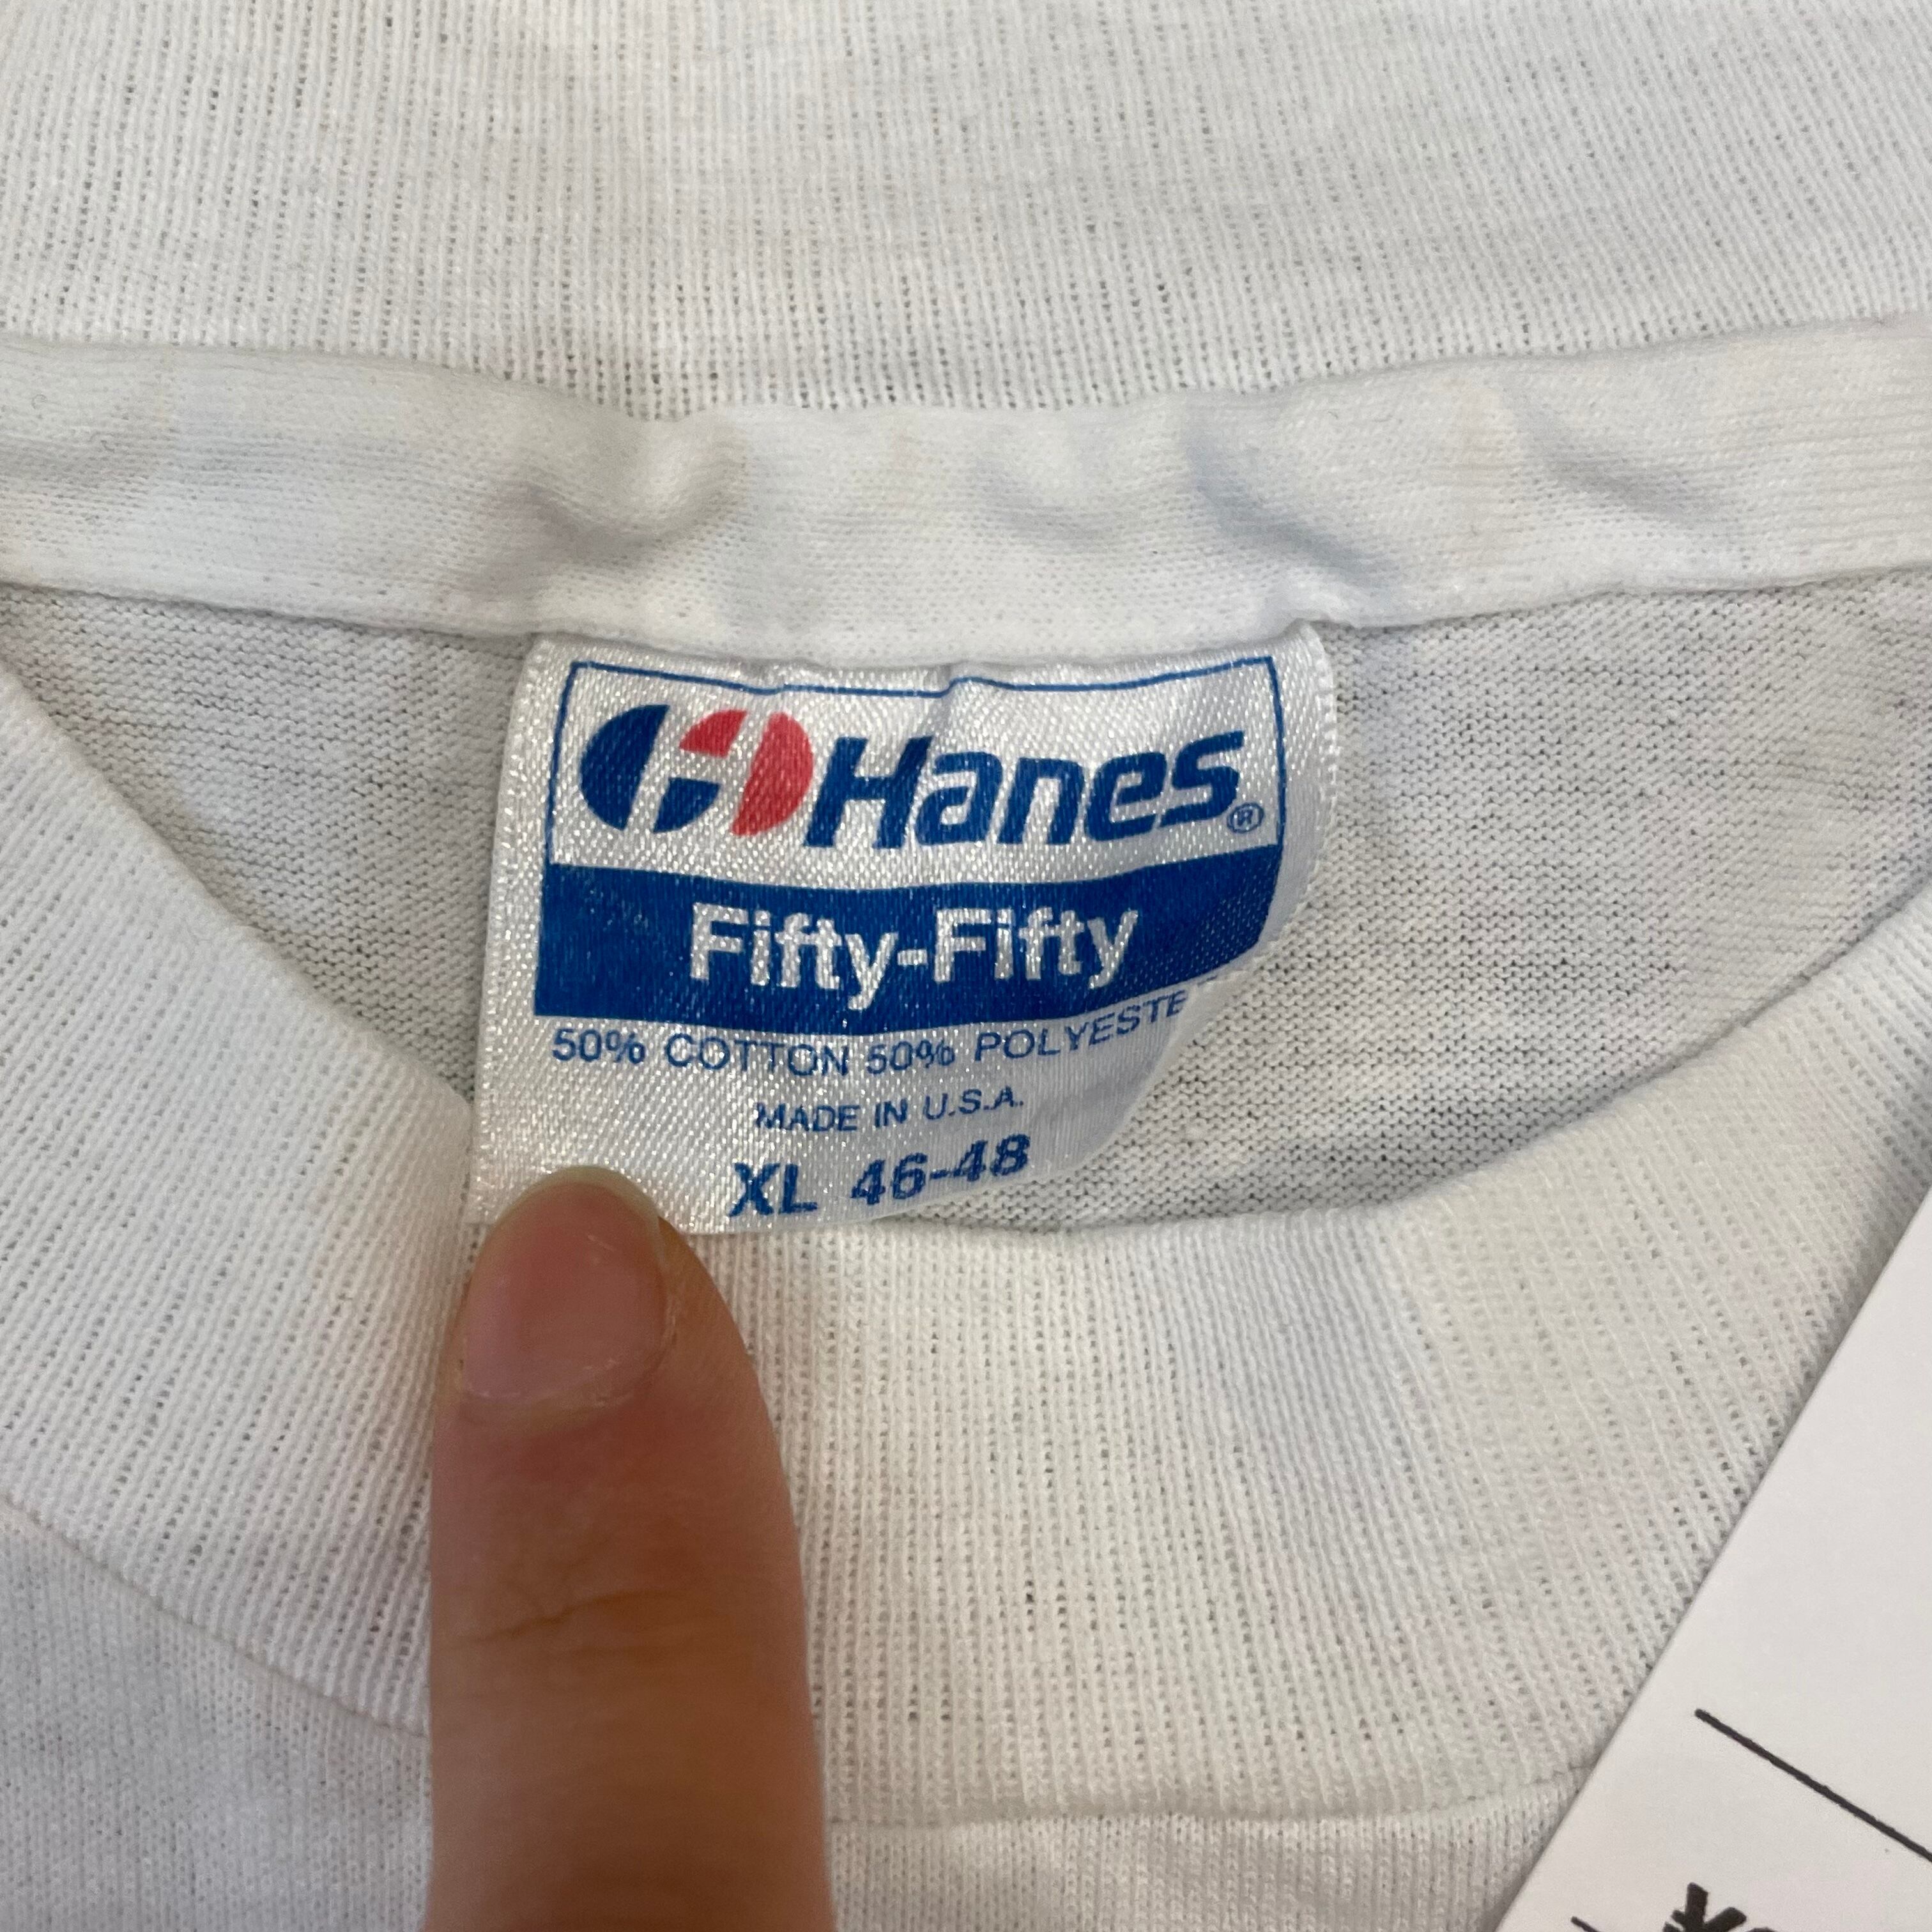 Hanes®
Fifty-Fifty
50% COTTON 50% POLYESTE
MADE IN U.S.A.
XL 46-48
¥